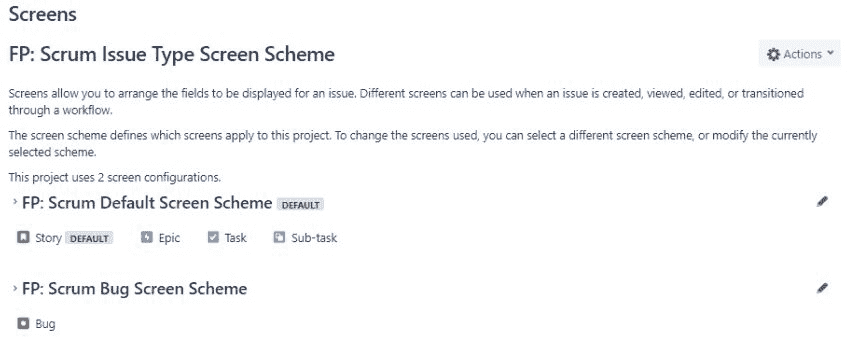 Screens
FP: Scrum Issue Type Screen Scheme
Actions
Screens allow you to arrange the fields to be displayed for an issue. Different screens can be used when an issue is created, viewed, edited, or transitioned
through a workflow.
The screen scheme defines which screens apply to this project. To change the screens used, you can select a different screen scheme, or modify the currently
selected scheme.
This project uses 2 screen configurations.
FP: Scrum Default Screen Scheme DEFAULT
Story DEFAULT Epic Task Sub-task
FP: Scrum Bug Screen Scheme
Bug